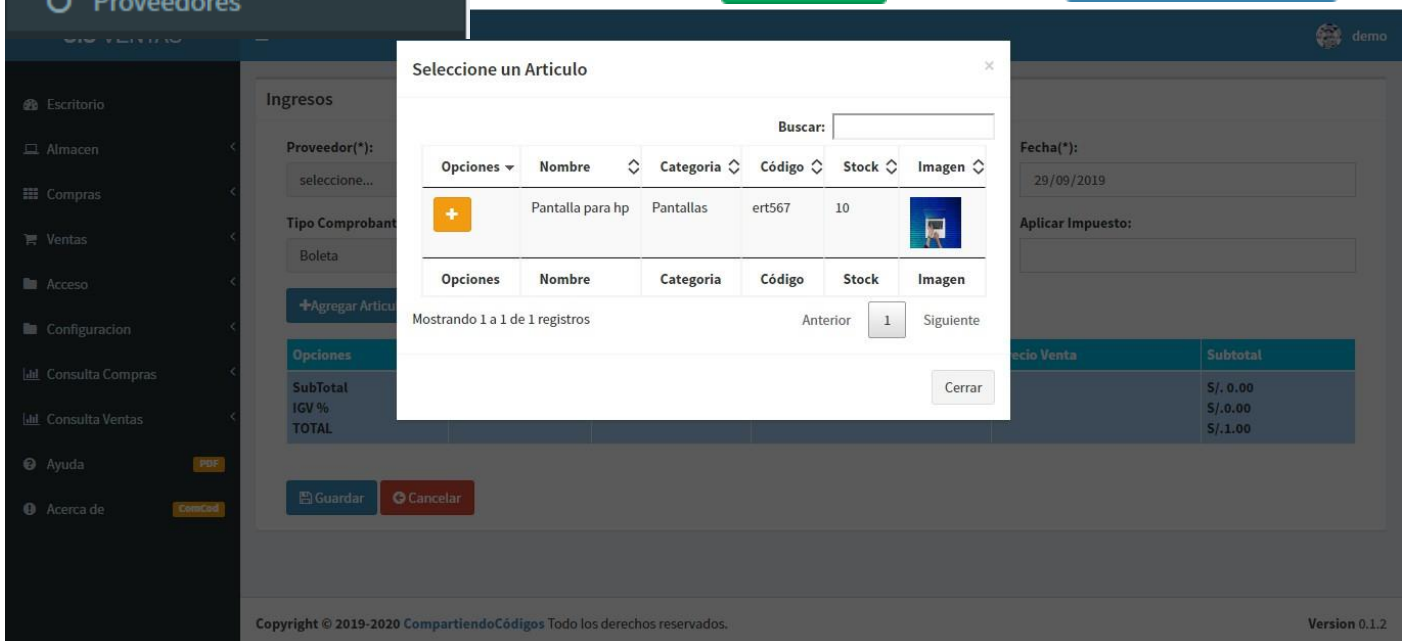 Proveedores
VENTAS
demo
Seleccione un Articulo
×
Escritorio
Ingresos
Buscar:
Almacen
Proveedor(*):
Fecha(*):
Opciones Nombre Categoria Código Stock Imagen
seleccione...
29/09/2019
Compras
Pantalla para hp Pantallas ert567 10
Tipo Comprobant
Aplicar Impuesto:
Ventas
Boleta
Opciones Nombre Categoria Código Stock Imagen
Acceso
+Agregar Articu
Mostrando 1 a 1 de 1 registros
Anterior 1 Siguiente
Configuracion
Opciones
ecio Venta
Subtotal
Consulta Compras
SubTotal S/. 0.00
Cerrar
IGV % S/.0.00
Consulta Ventas
TOTAL S/.1.00
Ayuda PDF
Guardar Cancelar
Acerca de ComCod
Copyright © 2019-2020 CompartiendoCódigos Todo los derechos reservados.
Version 0.1.2